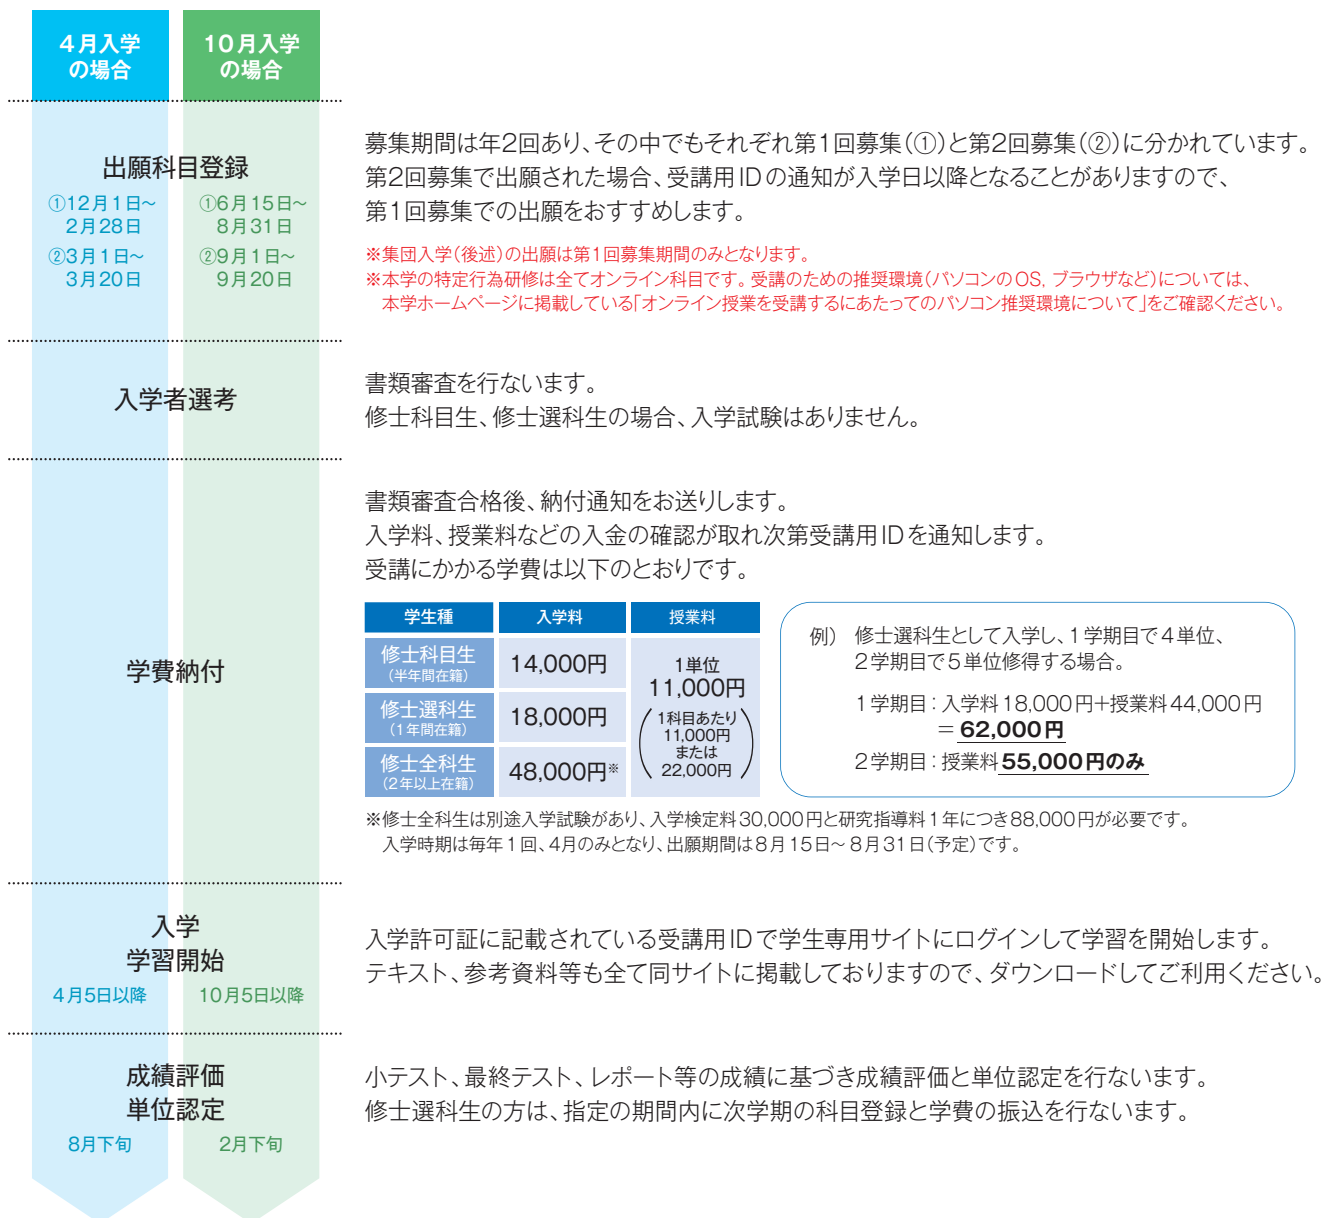 4月入学
の場合
10月入学
の場合
出願科目登録
①12月1日～
2月28日
②3月1日～
3月20日
①6月15日～
8月31日
②9月1日～
9月20日
募集期間は年2回あり、その中でもそれぞれ第1回募集(①)と第2回募集(②)に分かれています。
第2回募集で出願された場合、受講用IDの通知が入学日以降となることがありますので、
第1回募集での出願をおすすめします。
※集団入学(後述)の出願は第1回募集期間のみとなります。
※本学の特定行為研修は全てオンライン科目です。受講のための推奨環境(パソコンのOS, ブラウザなど)については、
本学ホームページに掲載している「オンライン授業を受講するにあたってのパソコン推奨環境について」をご確認ください。
入学者選考
書類審査を行ないます。
修士科目生、修士選科生の場合、入学試験はありません。
学費納付
書類審査合格後、納付通知をお送りします。
入学料、授業料などの入金の確認が取れ次第受講用IDを通知します。
受講にかかる学費は以下のとおりです。
学生種 入学料 授業料
修士科目生
(半年間在籍)
14,000円
修士選科生
(1年間在籍)
18,000円
修士全科生
(2年以上在籍)
48,000円※
1単位
11,000円
(1科目あたり
11,000円
または
22,000円)
例) 修士選科生として入学し、1学期目で4単位、
2学期目で5単位修得する場合。
1学期目：入学料18,000円＋授業料44,000円
＝62,000円
2学期目：授業料55,000円のみ
※修士全科生は別途入学試験があり、入学検定料30,000円と研究指導料1年につき88,000円が必要です。
入学時期は毎年1回、4月のみとなり、出願期間は8月15日～8月31日(予定)です。
入学
学習開始
4月5日以降
10月5日以降
入学許可証に記載されている受講用IDで学生専用サイトにログインして学習を開始します。
テキスト、参考資料等も全て同サイトに掲載しておりますので、ダウンロードしてご利用ください。
成績評価
単位認定
8月下旬
2月下旬
小テスト、最終テスト、レポート等の成績に基づき成績評価と単位認定を行ないます。
修士選科生の方は、指定の期間内に次学期の科目登録と学費の振込を行ないます。